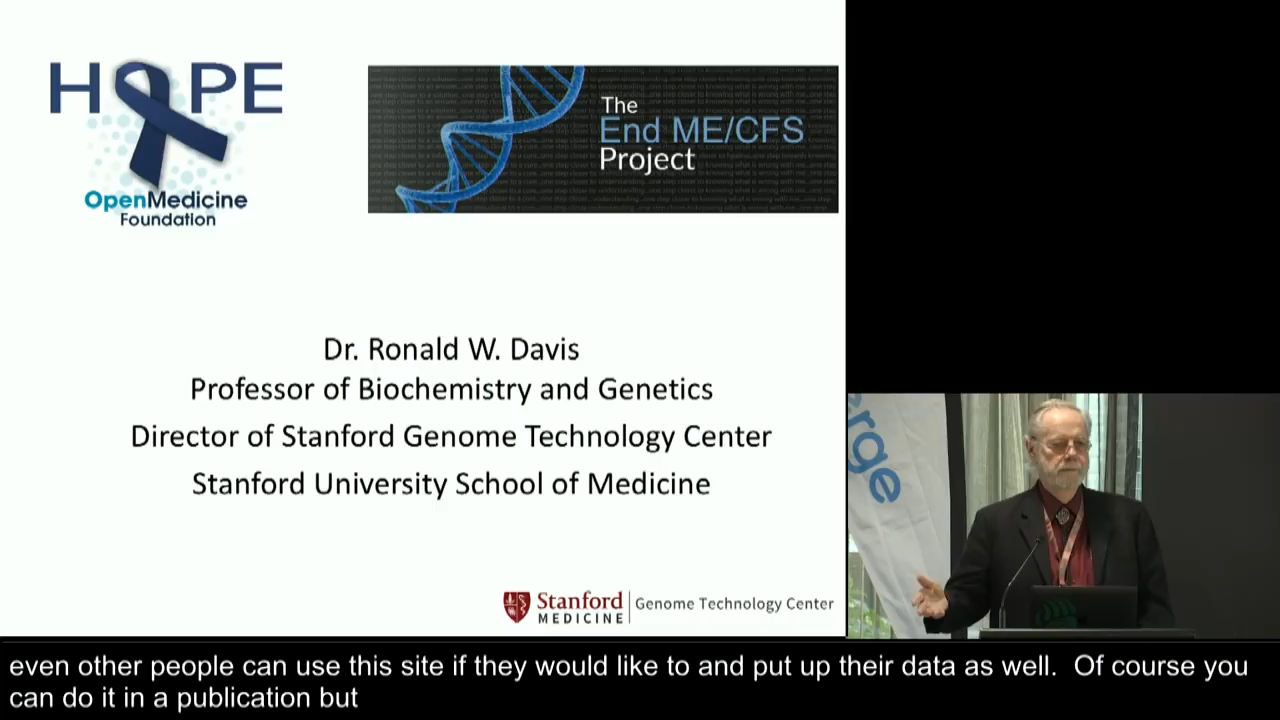 HOPE
OpenMedicine
Foundation
The
End ME/CFS
Project
Dr. Ronald W. Davis
Professor of Biochemistry and Genetics
Director of Stanford Genome Technology Center
Stanford University School of Medicine
Stanford
MEDICINE
Genome Technology Center
erge
even other people can use this site if they would like to and put up their data as well. Of course you
can do it in a publication but